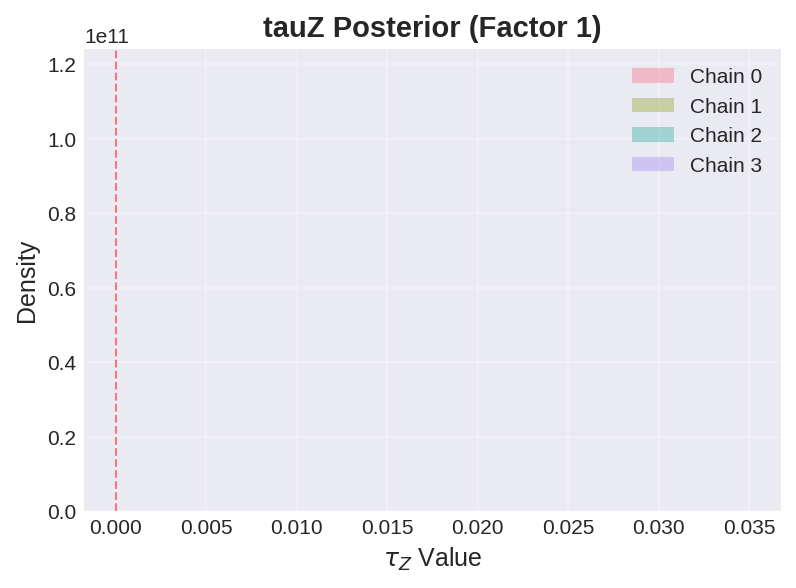 tauZ Posterior (Factor 1)
1e11
1.2
1.0
0.8
0.6
0.4
0.2
0.0
Density
Chain 0
Chain 1
Chain 2
Chain 3
0.000 0.005 0.010 0.015 0.020 0.025 0.030 0.035
τ_Z Value